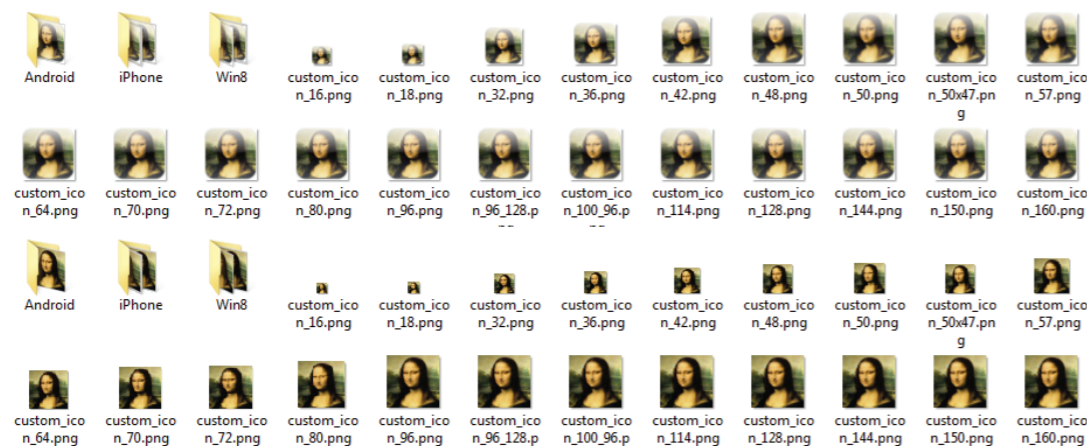 Android iPhone Win8 custom_ico custom_ico custom_ico custom_ico custom_ico custom_ico custom_ico custom_ico custom_ico
n_16.png n_18.png n_32.png n_36.png n_42.png n_48.png n_50.png n_50x47.pn n_57.png
g
custom_ico custom_ico custom_ico custom_ico custom_ico custom_ico custom_ico custom_ico custom_ico custom_ico custom_ico custom_ico
n_64.png n_70.png n_72.png n_80.png n_96.png n_96_128.p n_100_96.p n_114.png n_128.png n_144.png n_150.png n_160.png
Android iPhone Win8 custom_ico custom_ico custom_ico custom_ico custom_ico custom_ico custom_ico custom_ico custom_ico
n_16.png n_18.png n_32.png n_36.png n_42.png n_48.png n_50.png n_50x47.pn n_57.png
g
custom_ico custom_ico custom_ico custom_ico custom_ico custom_ico custom_ico custom_ico custom_ico custom_ico custom_ico custom_ico
n_64.png n_70.png n_72.png n_80.png n_96.png n_96_128.p n_100_96.p n_114.png n_128.png n_144.png n_150.png n_160.png